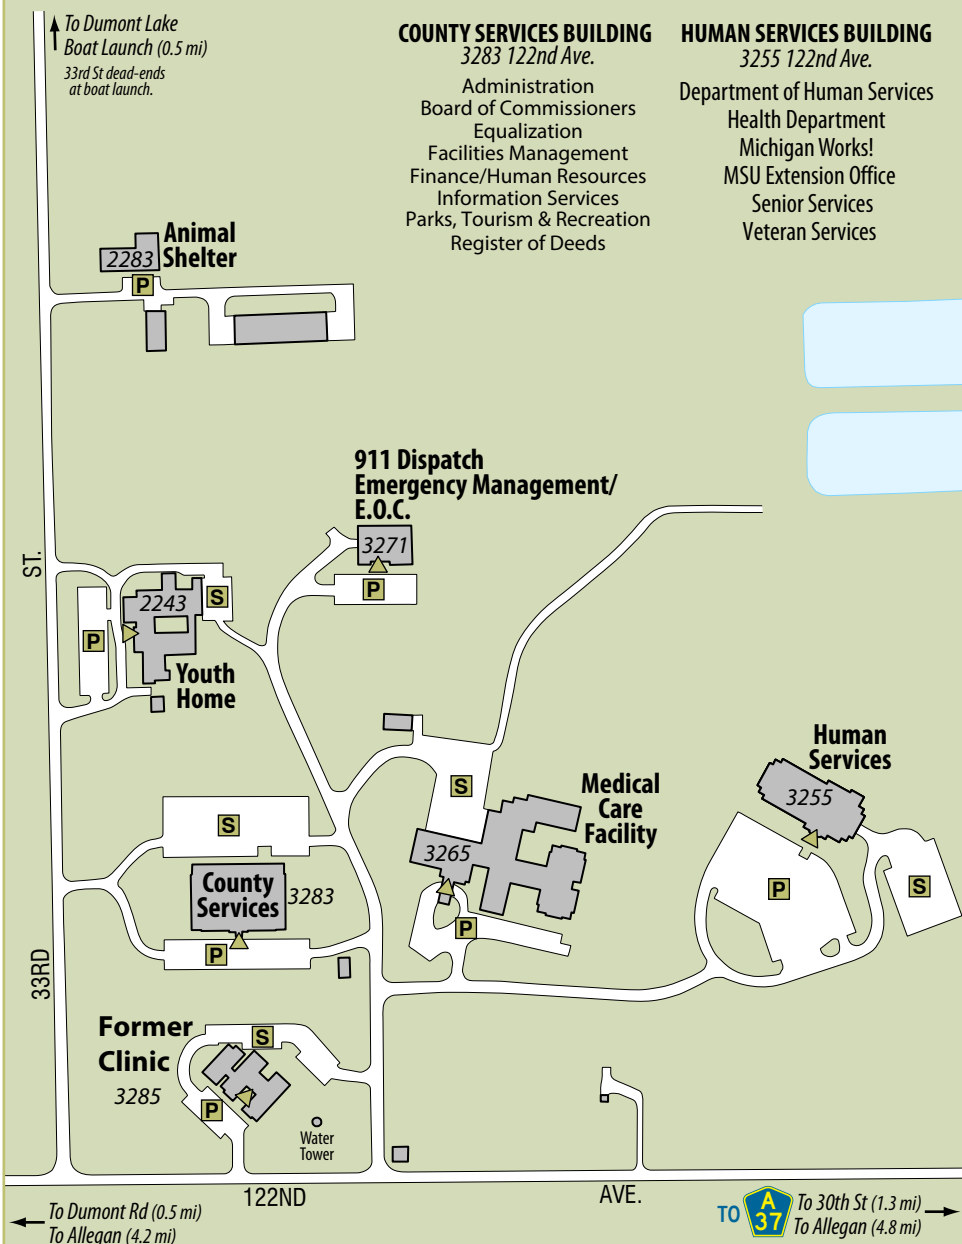 To Dumont Lake
Boat Launch (0.5 mi)
33rd St dead-ends
at boat launch.
COUNTY SERVICES BUILDING
3283 122nd Ave.
Administration
Board of Commissioners
Equalization
Facilities Management
Finance/Human Resources
Information Services
Parks, Tourism & Recreation
Register of Deeds
HUMAN SERVICES BUILDING
3255 122nd Ave.
Department of Human Services
Health Department
Michigan Works!
MSU Extension Office
Senior Services
Veteran Services
Animal
Shelter
2283
P
911 Dispatch
Emergency Management/
E.O.C.
3271
P
ST.
2243
S
P
Youth
Home
Human
Services
3255
P
S
Medical
Care
Facility
S
3265
P
S
County
Services
3283
P
33RD
Former
Clinic
3285
S
P
Water
Tower
122ND
AVE.
To Dumont Rd (0.5 mi)
To Allegan (4.2 mi)
TO
A
37
To 30th St (1.3 mi)
To Allegan (4.8 mi)